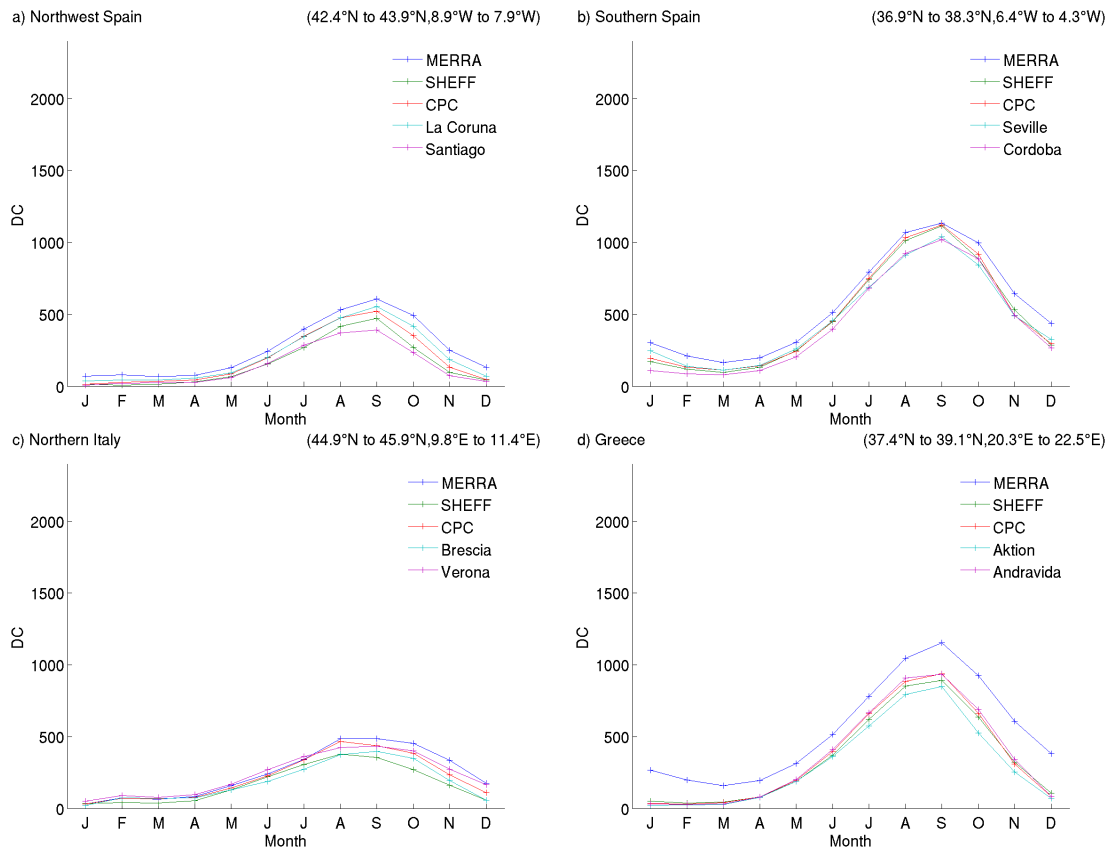 a) Northwest Spain (42.4°N to 43.9°N,8.9°W to 7.9°W)
MERRA
SHEFF
CPC
La Coruna
Santiago
2000
1500
1000
500
0
DC
J F M A M J J A S O N D
Month
b) Southern Spain (36.9°N to 38.3°N,6.4°W to 4.3°W)
MERRA
SHEFF
CPC
Seville
Cordoba
2000
1500
1000
500
0
DC
J F M A M J J A S O N D
Month
c) Northern Italy (44.9°N to 45.9°N,9.8°E to 11.4°E)
MERRA
SHEFF
CPC
Brescia
Verona
2000
1500
1000
500
0
DC
J F M A M J J A S O N D
Month
d) Greece (37.4°N to 39.1°N,20.3°E to 22.5°E)
MERRA
SHEFF
CPC
Aktion
Andravida
2000
1500
1000
500
0
DC
J F M A M J J A S O N D
Month